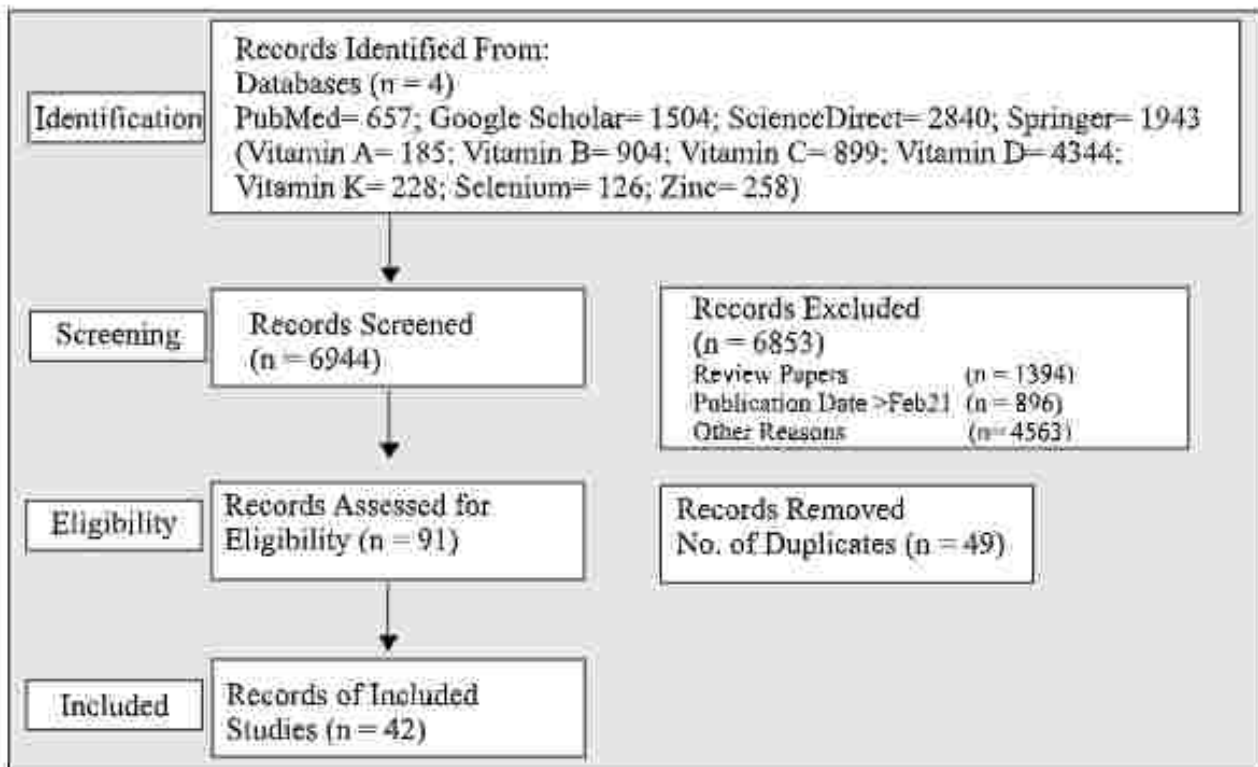 Identification
Records Identified From:
Databases (n = 4)
PubMed= 657; Google Scholar= 1504; ScienceDirect= 2840; Springer= 1943
(Vitamin A= 185; Vitamin B= 904; Vitamin C= 899; Vitamin D= 4344;
Vitamin K= 228; Selenium= 126; Zinc= 258)
Screening
Records Screened
(n = 6944)
Records Excluded
(n = 6853)
Review Papers (n = 1394)
Publication Date >Feb21 (n = 896)
Other Reasons (n= 4563)
Eligibility
Records Assessed for
Eligibility (n = 91)
Records Removed
No. of Duplicates (n = 49)
Included
Records of Included
Studies (n = 42)